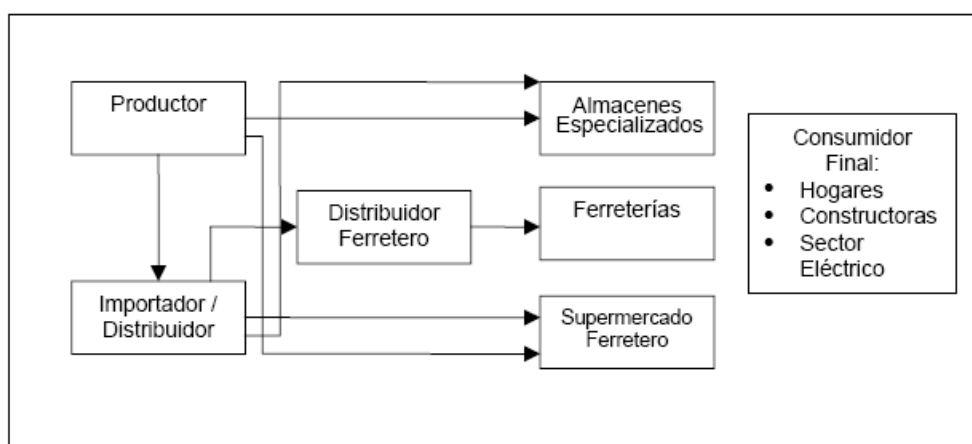 Productor
Almacenes
Especializados
Consumidor
Final:
• Hogares
• Constructoras
• Sector
Eléctrico
Distribuidor
Ferretero
Ferreterías
Importador /
Distribuidor
Supermercado
Ferretero